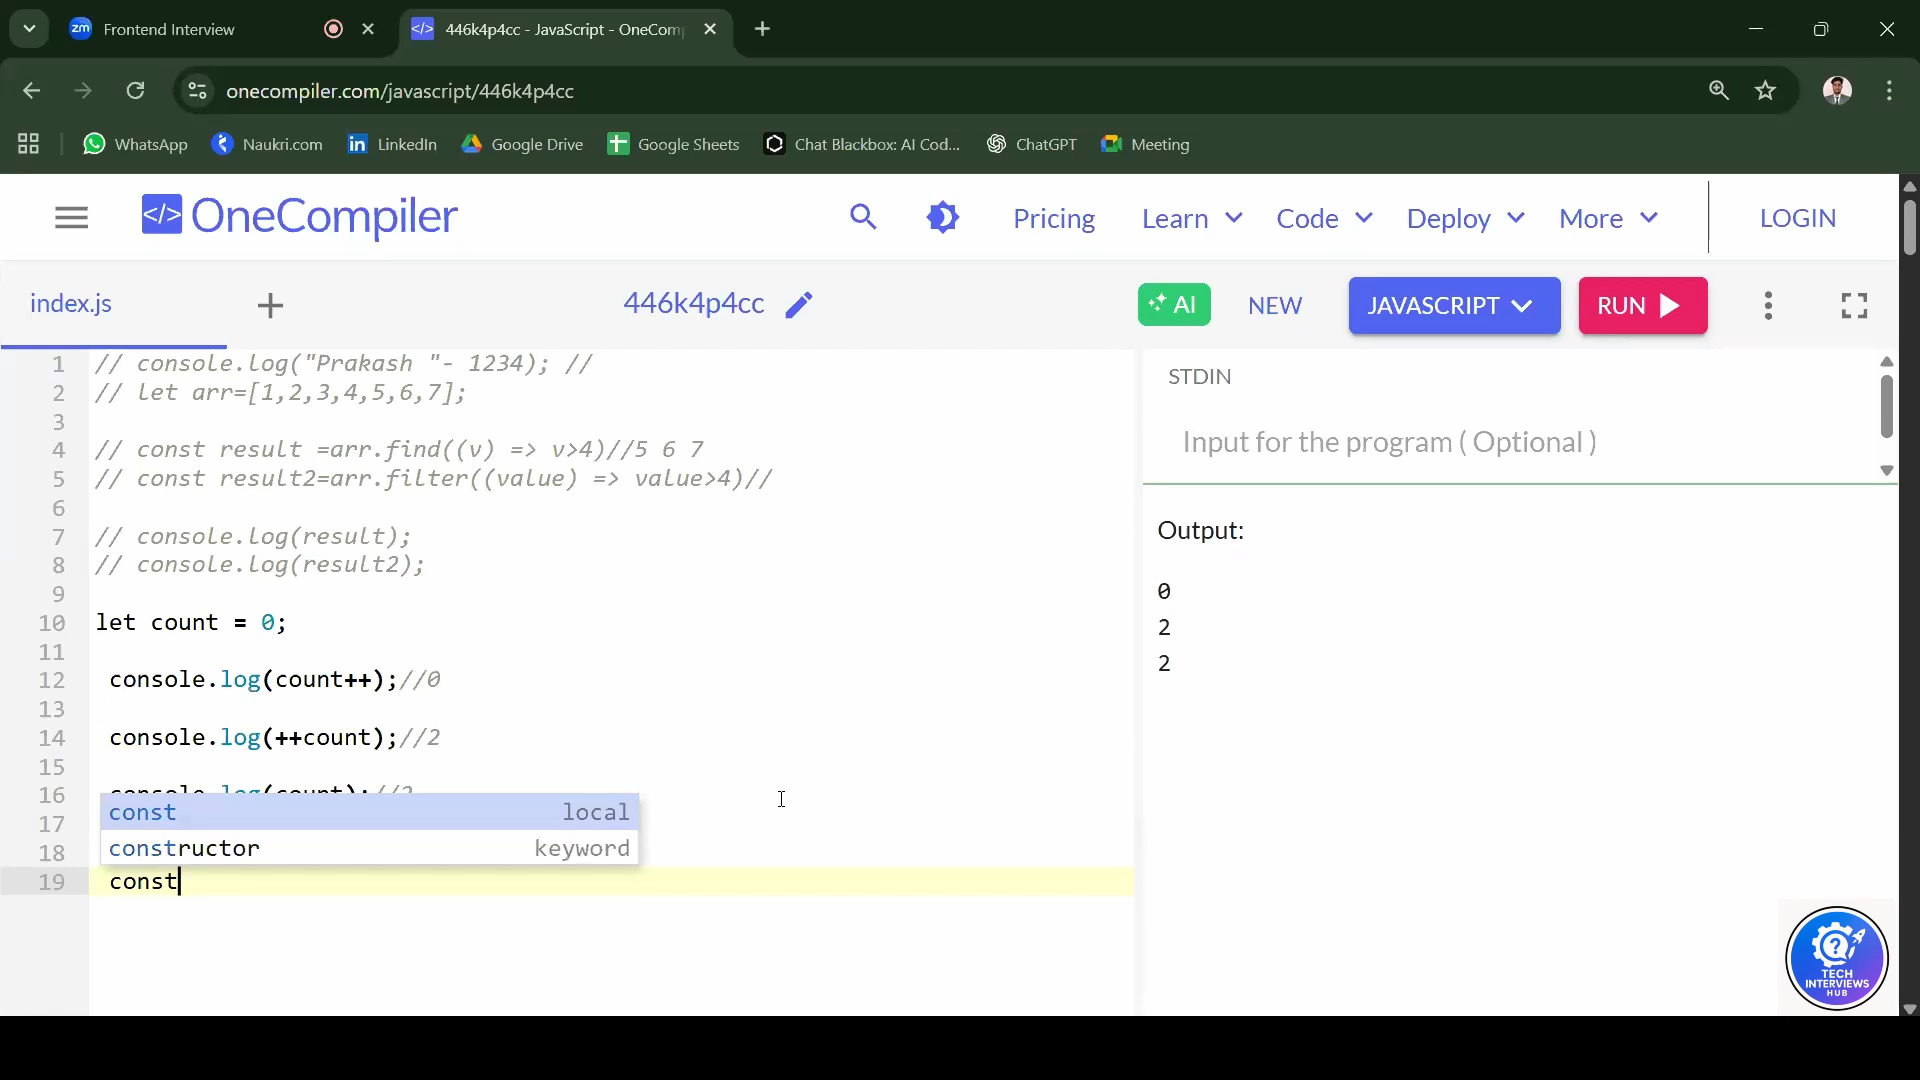 Frontend Interview
446k4p4cc - JavaScript - OneCom
onecompiler.com/javascript/446k4p4cc
WhatsApp
Naukri.com
LinkedIn
Google Drive
Google Sheets
Chat Blackbox: AI Cod...
ChatGPT
Meeting
</> OneCompiler
Pricing
Learn
Code
Deploy
More
LOGIN
index.js
446k4p4cc
AI
NEW
JAVASCRIPT
RUN
1 // console.log("Prakash "- 1234); //
2 // let arr=[1,2,3,4,5,6,7];
3
4 // const result =arr.find((v) => v>4)//5 6 7
5 // const result2=arr.filter((value) => value>4)//
6
7 // console.log(result);
8 // console.log(result2);
9
10 let count = 0;
11
12 console.log(count++);//0
13
14 console.log(++count);//2
15
16 console.log(count);//2
17
18
const local
constructor keyword
19 const
STDIN
Input for the program ( Optional )
Output:
0
2
2
TECH
INTERVIEWS
HUB